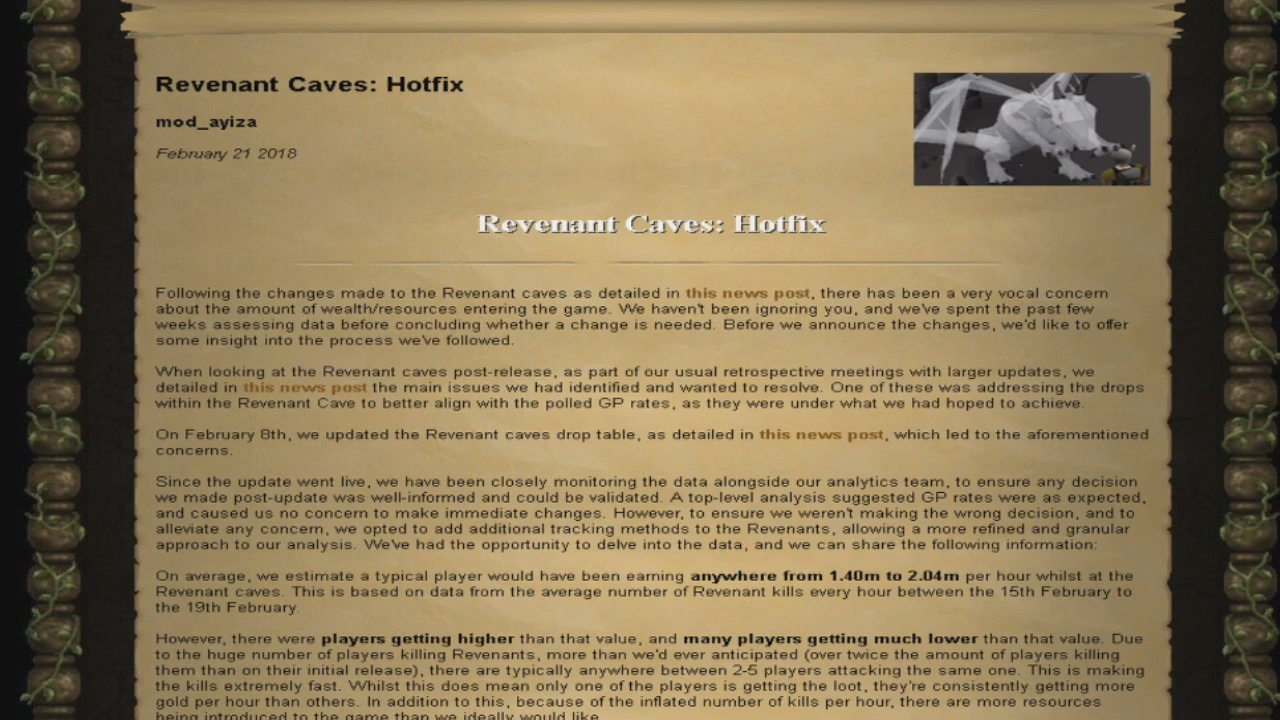 Revenant Caves: Hotfix
mod_ayiza
February 21 2018
Revenant Caves: Hotfix
Following the changes made to the Revenant caves as detailed in this news post, there has been a very vocal concern
about the amount of wealth/resources entering the game. We haven't been ignoring you, and we've spent the past few
weeks assessing data before concluding whether a change is needed. Before we announce the changes, we'd like to offer
some insight into the process we've followed.
When looking at the Revenant caves post-release, as part of our usual retrospective meetings with larger updates, we
detailed in this news post the main issues we had identified and wanted to resolve. One of these was addressing the drops
within the Revenant Cave to better align with the polled GP rates, as they were under what we had hoped to achieve.
On February 8th, we updated the Revenant caves drop table, as detailed in this news post, which led to the aforementioned
concerns.
Since the update went live, we have been closely monitoring the data alongside our analytics team, to ensure any decision
we made post-update was well-informed and could be validated. A top-level analysis suggested GP rates were as expected,
and caused us no concern to make immediate changes. However, to ensure we weren't making the wrong decision, and to
alleviate any concern, we opted to add additional tracking methods to the Revenants, allowing a more refined and granular
approach to our analysis. We've had the opportunity to delve into the data, and we can share the following information:
On average, we estimate a typical player would have been earning anywhere from 1.40m to 2.04m per hour whilst at the
Revenant caves. This is based on data from the average number of Revenant kills every hour between the 15th February to
the 19th February.
However, there were players getting higher than that value, and many players getting much lower than that value. Due
to the huge number of players killing Revenants, more than we'd ever anticipated (over twice the amount of players killing
them than on their initial release), there are typically anywhere between 2-5 players attacking the same one. This is making
the kills extremely fast. Whilst this does mean only one of the players is getting the loot, they're consistently getting more
gold per hour than others. In addition to this, because of the inflated number of kills per hour, there are more resources
being introduced to the game than we ideally would like.